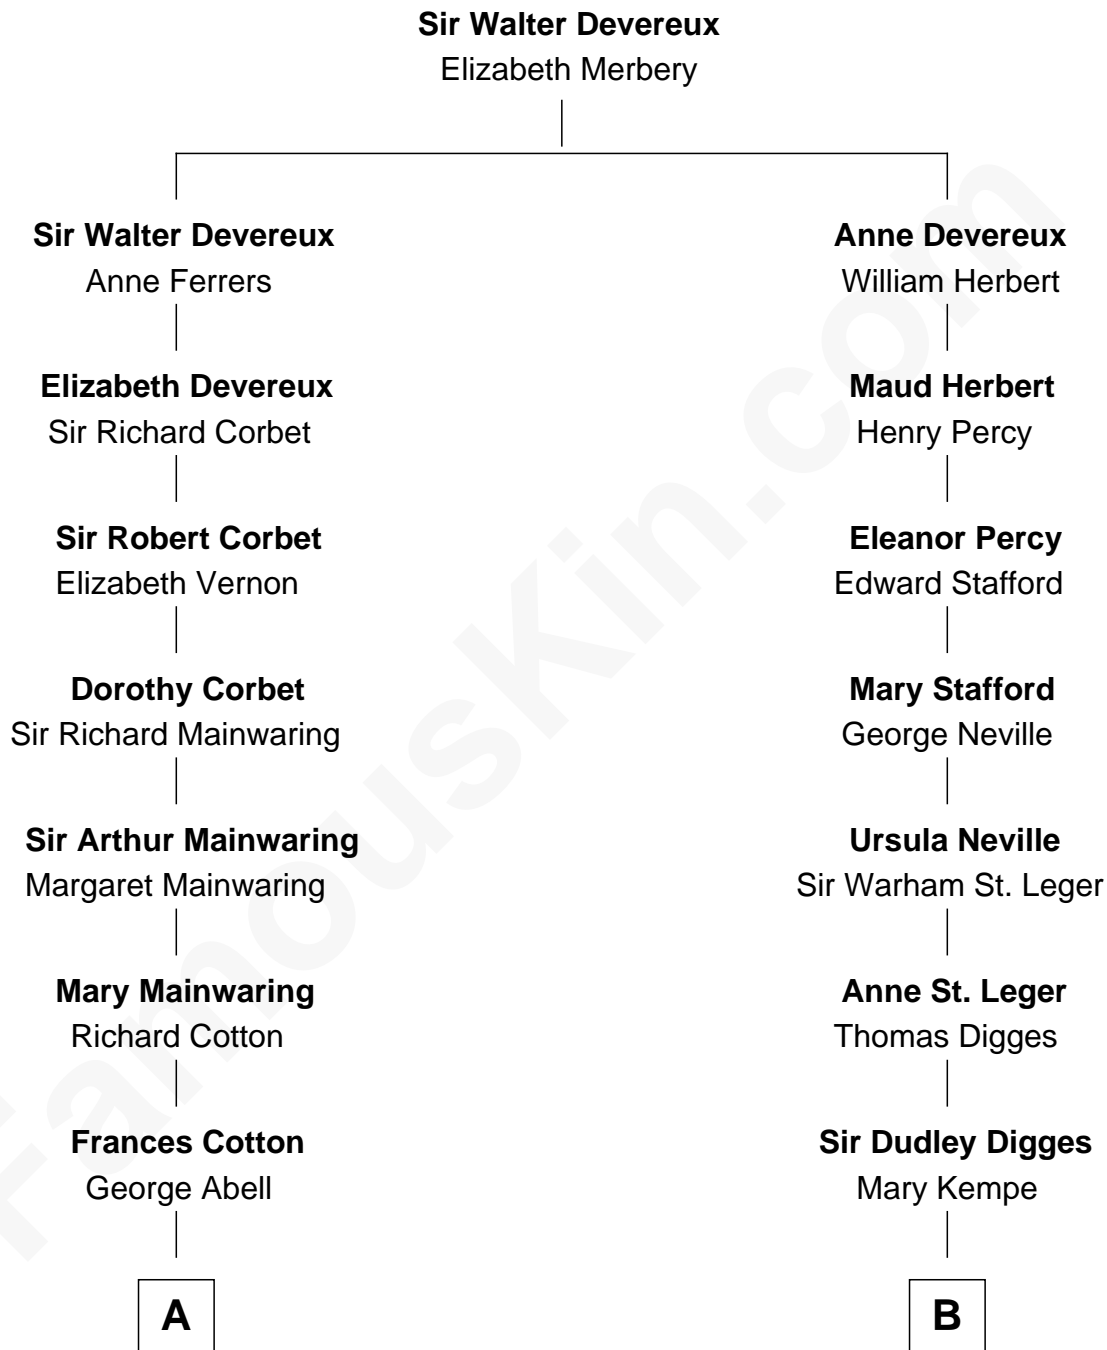 Sir Walter Devereux
Elizabeth Merbery
Sir Walter Devereux
Anne Ferrers
Anne Devereux
William Herbert
Elizabeth Devereux
Sir Richard Corbet
Maud Herbert
Henry Percy
Sir Robert Corbet
Elizabeth Vernon
Eleanor Percy
Edward Stafford
Dorothy Corbet
Sir Richard Mainwaring
Mary Stafford
George Neville
Sir Arthur Mainwaring
Margaret Mainwaring
Ursula Neville
Sir Warham St. Leger
Mary Mainwaring
Richard Cotton
Anne St. Leger
Thomas Digges
Frances Cotton
George Abell
Sir Dudley Digges
Mary Kempe
A
B
FamousKin.com